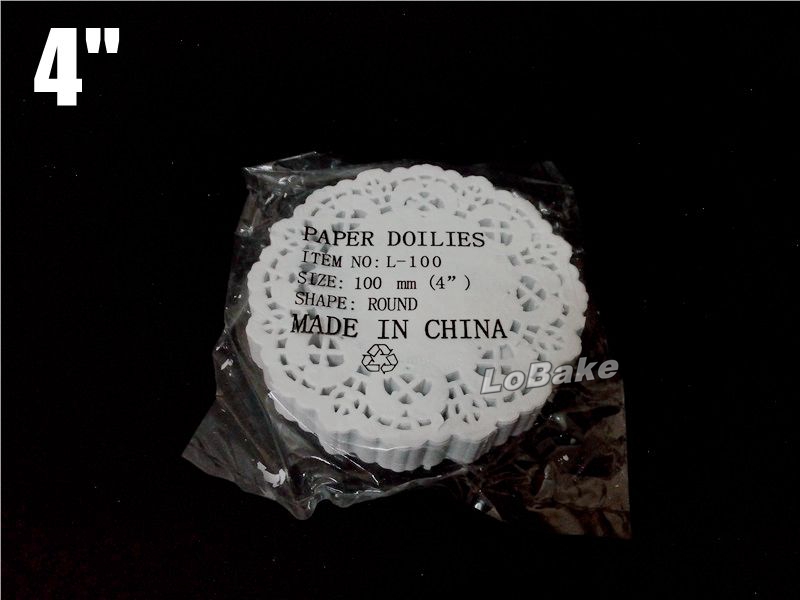 4"
PAPER DOILIES
ITEM NO: L-100
SIZE: 100 mm (4”)
SHAPE: ROUND
MADE IN CHINA
LoBake